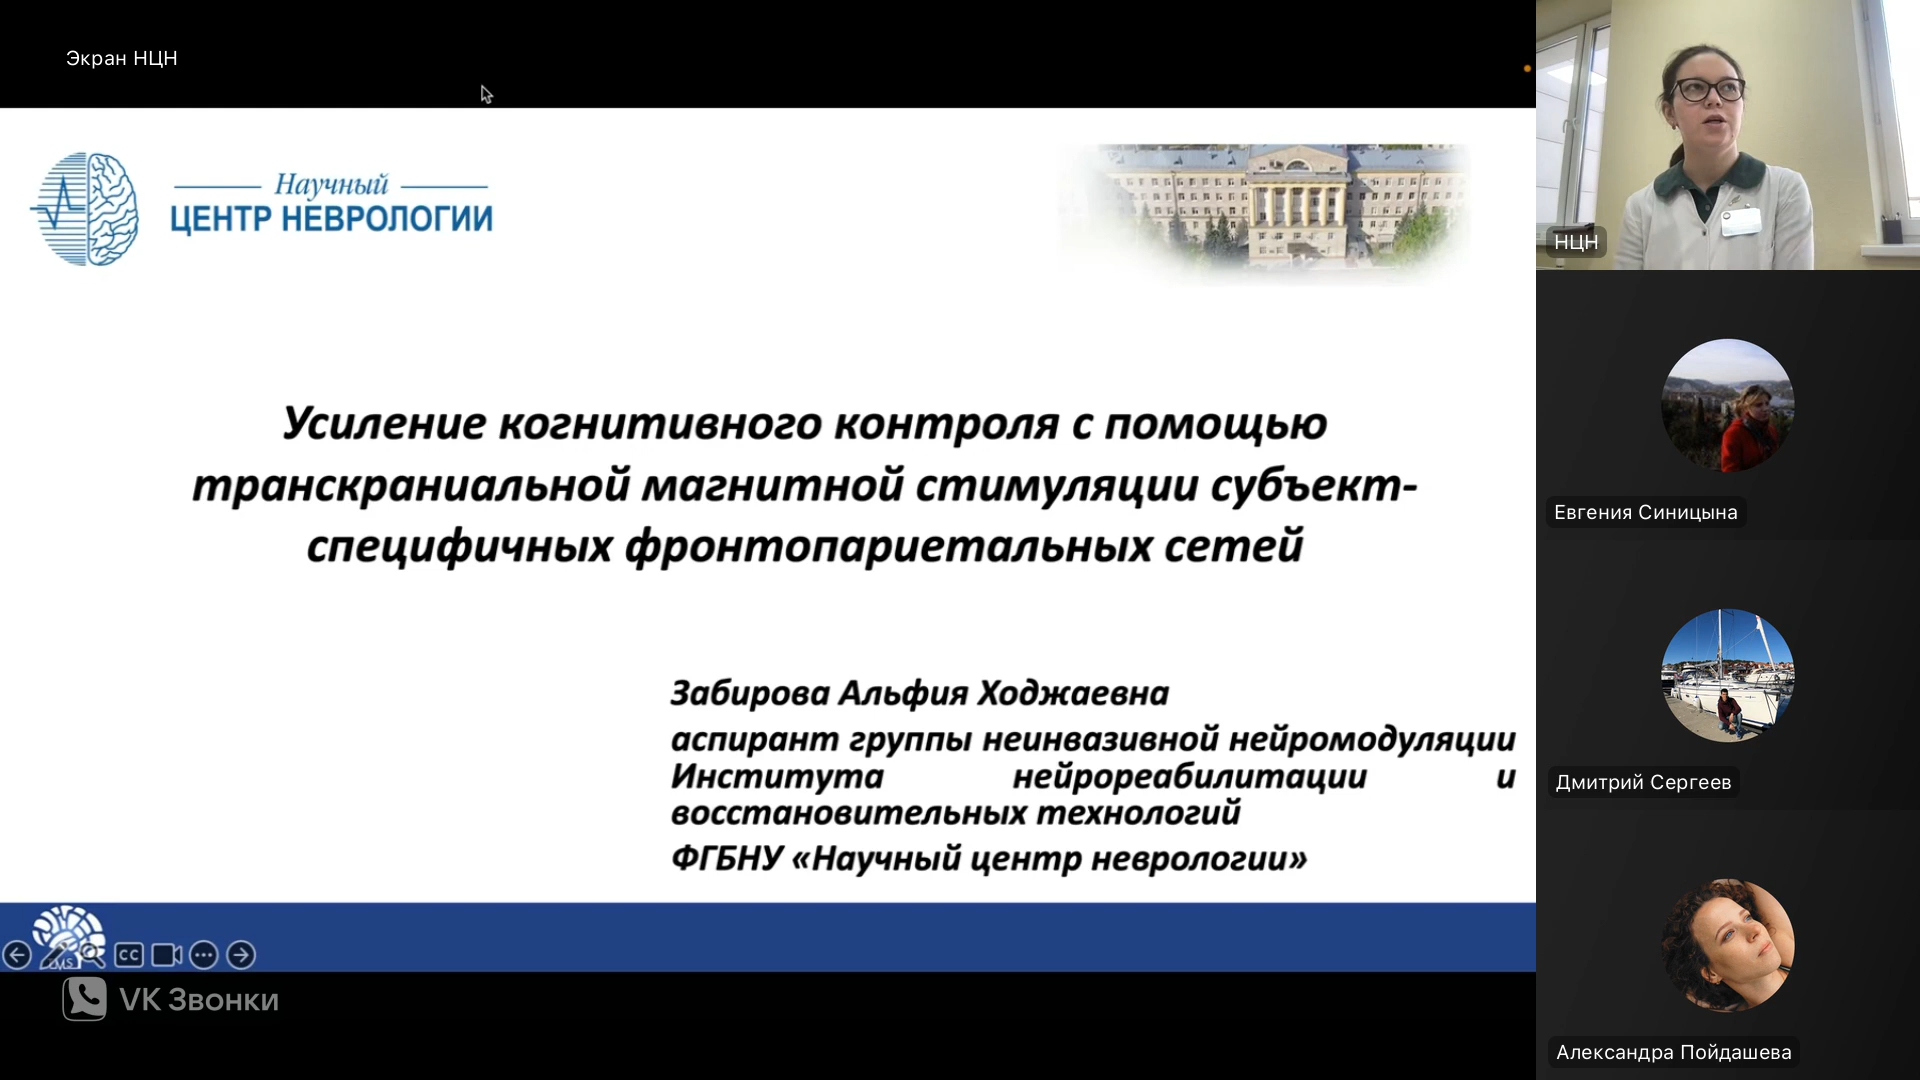 Экран НЦН
Научный
ЦЕНТР НЕВРОЛОГИИ
Усиление когнитивного контроля с помощью
транскраниальной магнитной стимуляции субъект-
специфичных фронтопариетальных сетей
Забирова Альфия Ходжаевна
аспирант группы неинвазивной нейромодуляции
Института нейрореабилитации и
восстановительных технологий
ФГБНУ «Научный центр неврологии»
CC
VK Звонки
НЦН
Евгения Синицына
Дмитрий Сергеев
Александра Пойдашева